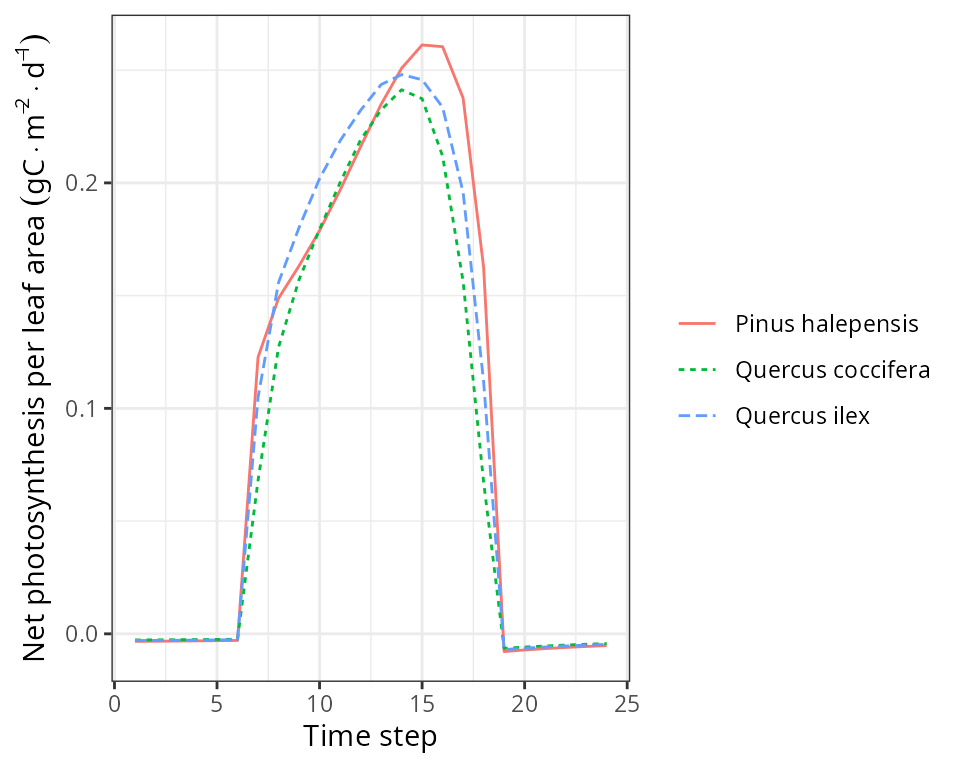 Net photosynthesis per leaf area (gC · m⁻² · d⁻¹)
0.2
0.1
0.0
0 5 10 15 20 25
Time step
Pinus halepensis
Quercus coccifera
Quercus ilex